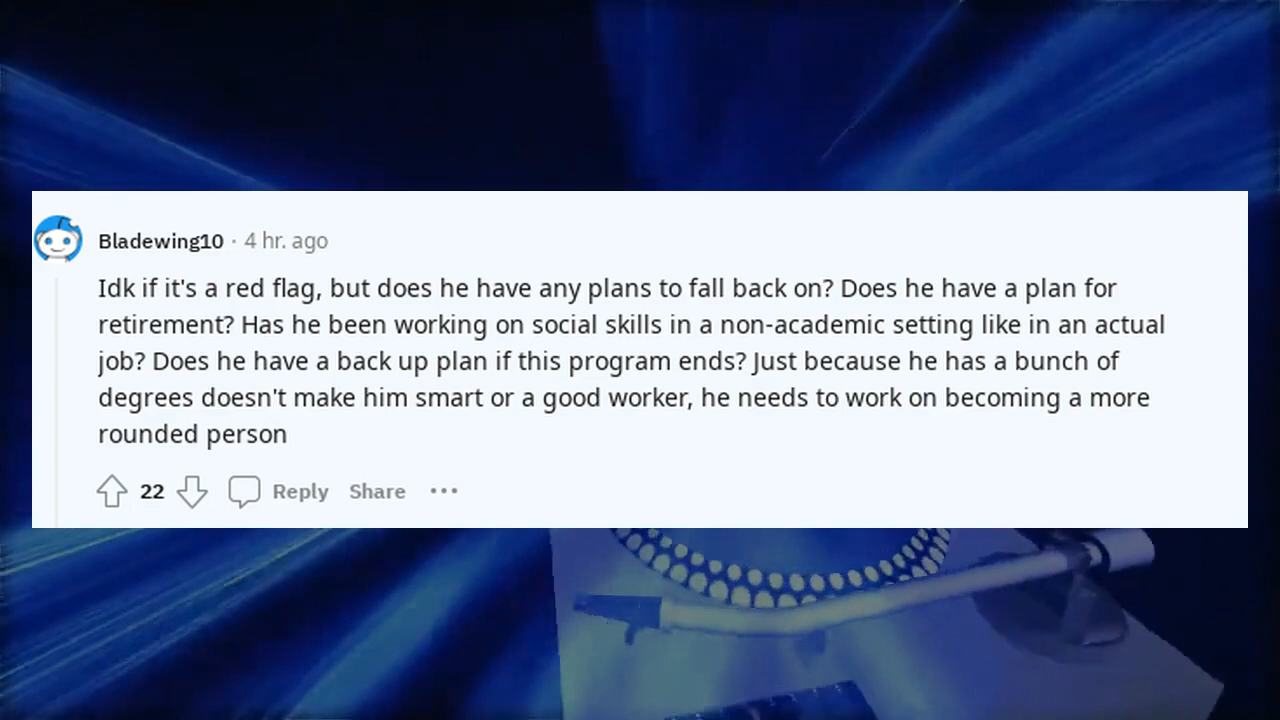 Bladewing10 · 4 hr. ago
Idk if it's a red flag, but does he have any plans to fall back on? Does he have a plan for
retirement? Has he been working on social skills in a non-academic setting like in an actual
job? Does he have a back up plan if this program ends? Just because he has a bunch of
degrees doesn't make him smart or a good worker, he needs to work on becoming a more
rounded person
22 Reply Share ...